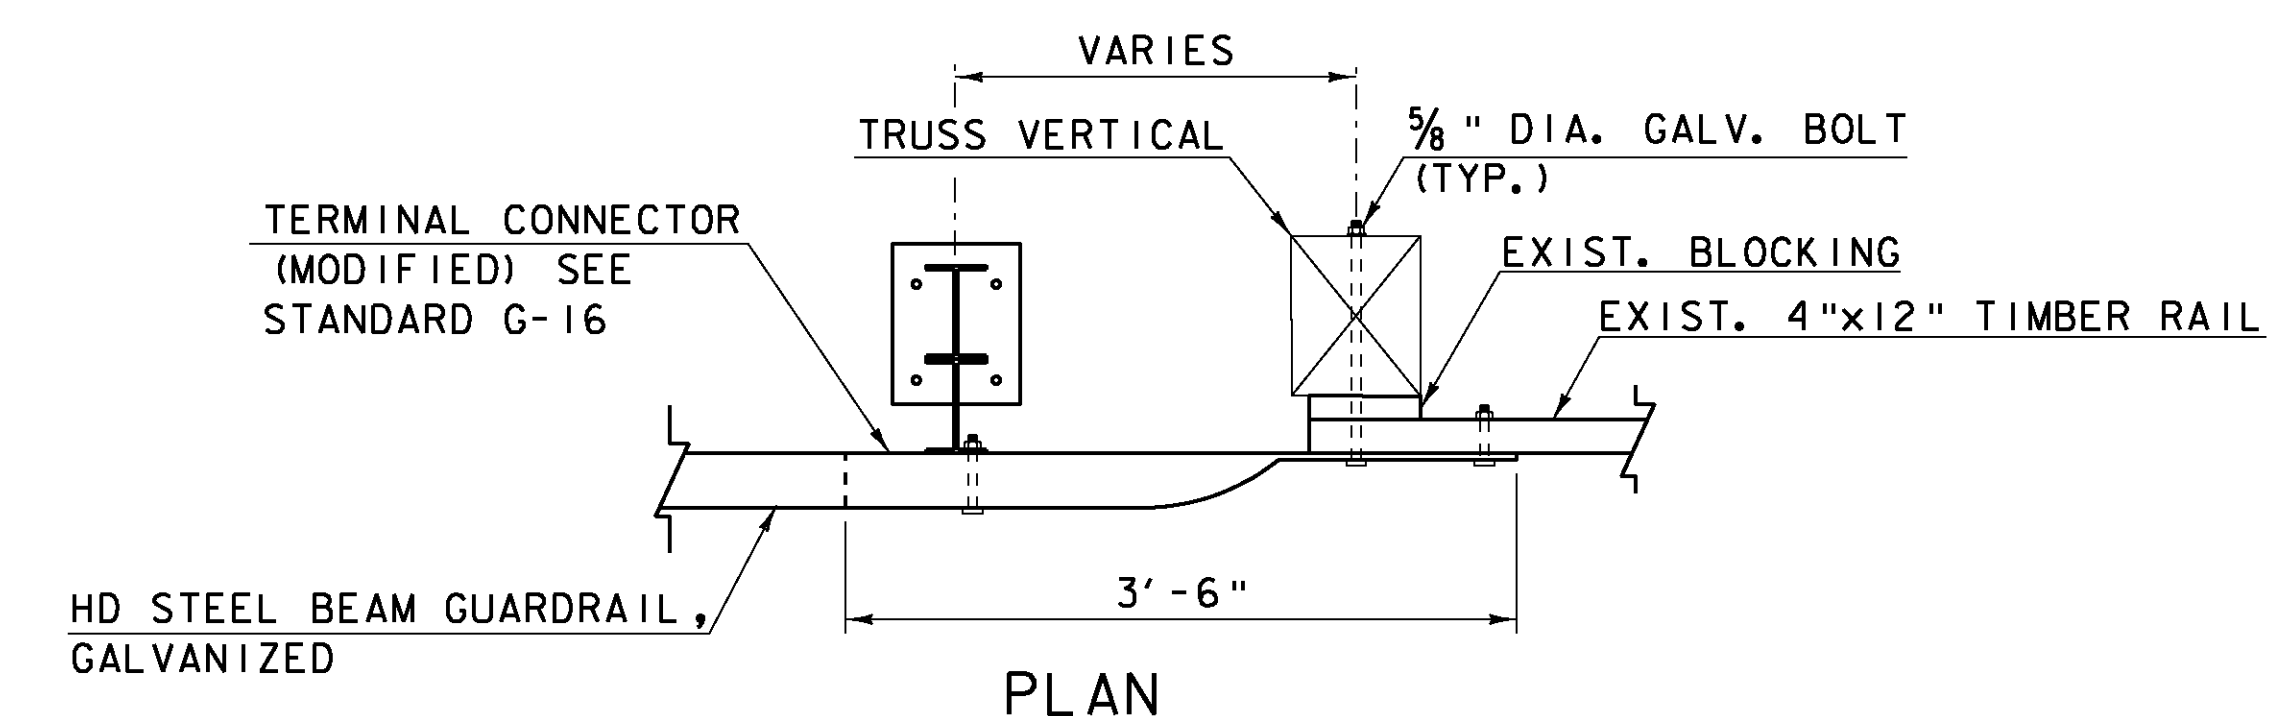 VARIES
TRUSS VERTICAL
5/8" DIA. GALV. BOLT
(TYP.)
TERMINAL CONNECTOR
(MODIFIED) SEE
STANDARD G-16
EXIST. BLOCKING
EXIST. 4"x12" TIMBER RAIL
3'-6"
HD STEEL BEAM GUARDRAIL,
GALVANIZED
PLAN